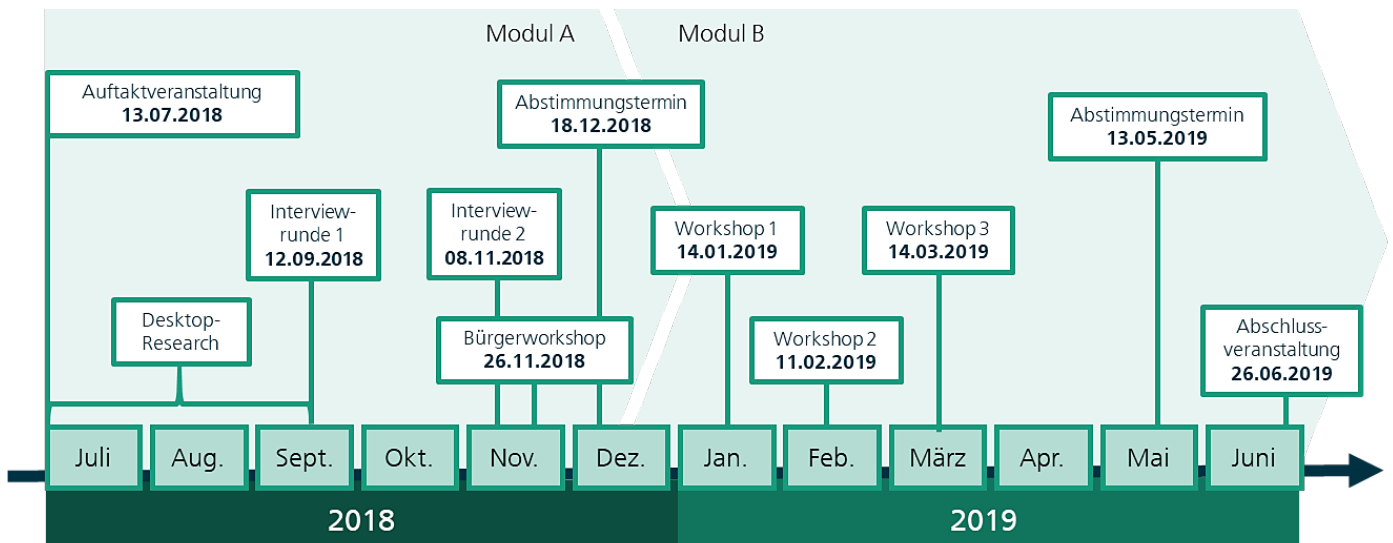 Modul A
Modul B
Auftaktveranstaltung
13.07.2018
Abstimmungstermin
18.12.2018
Abstimmungstermin
13.05.2019
Interview-
runde 1
12.09.2018
Interview-
runde 2
08.11.2018
Workshop 1
14.01.2019
Workshop 3
14.03.2019
Desktop-
Research
Bürgerworkshop
26.11.2018
Workshop 2
11.02.2019
Abschluss-
veranstaltung
26.06.2019
Juli
Aug.
Sept.
Okt.
Nov.
Dez.
Jan.
Feb.
März
Apr.
Mai
Juni
2018
2019